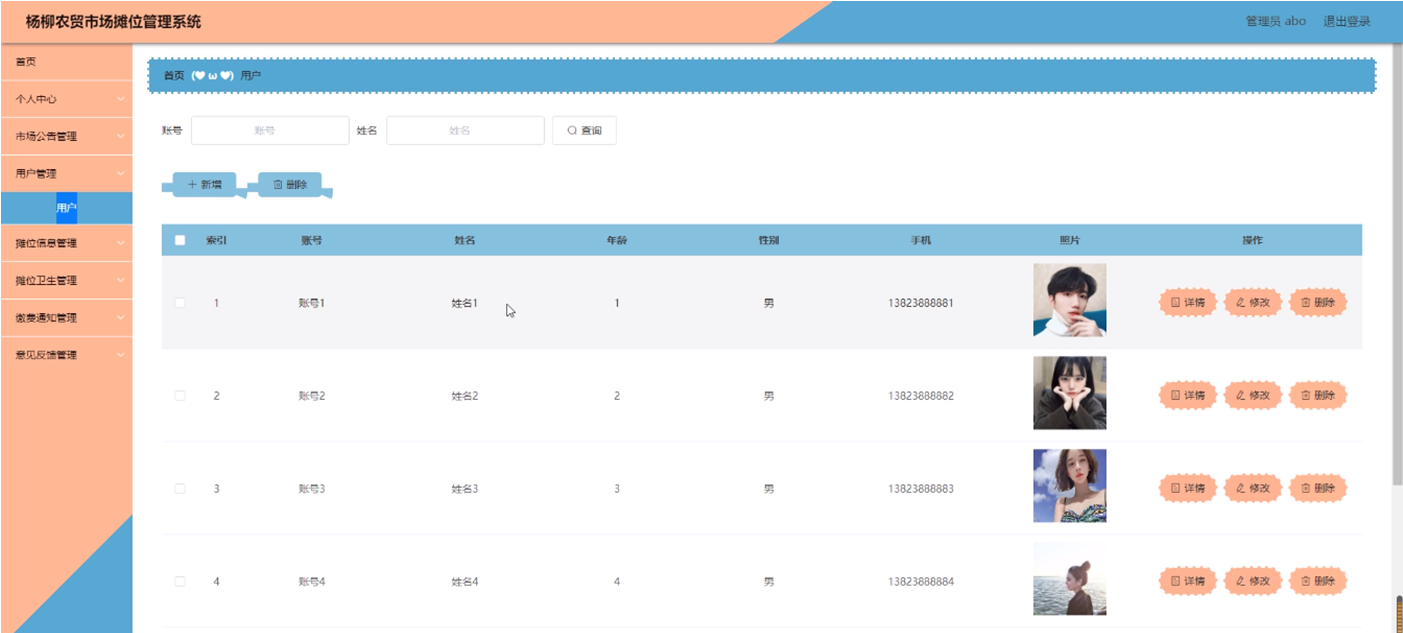 杨柳农贸市场摊位管理系统
管理员 abo 退出登录
首页
个人中心
市场公告管理
用户管理
用户
摊位信息管理
摊位卫生管理
缴费通知管理
意见反馈管理
首页 (♥ω♥) 用户
账号 账号 姓名 姓名 查询
新增 删除
索引 账号 姓名 年龄 性别 手机 照片 操作
1 账号1 姓名1 1 男 13823888881 详情 修改 删除
2 账号2 姓名2 2 男 13823888882 详情 修改 删除
3 账号3 姓名3 3 男 13823888883 详情 修改 删除
4 账号4 姓名4 4 男 13823888884 详情 修改 删除